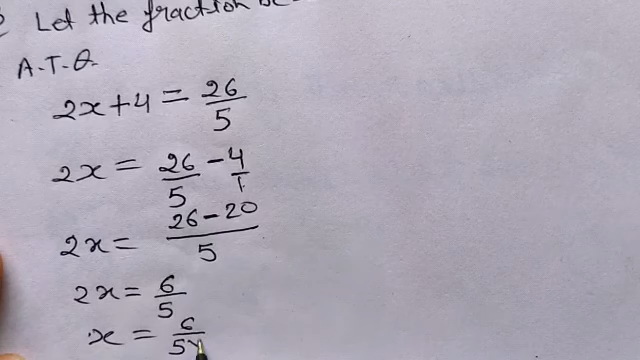 Let the fraction be
A.T.Q.
2x + 4 = 26/5
2x = 26/5 - 4/1
2x = 26 - 20/5
2x = 6/5
x = 6/5